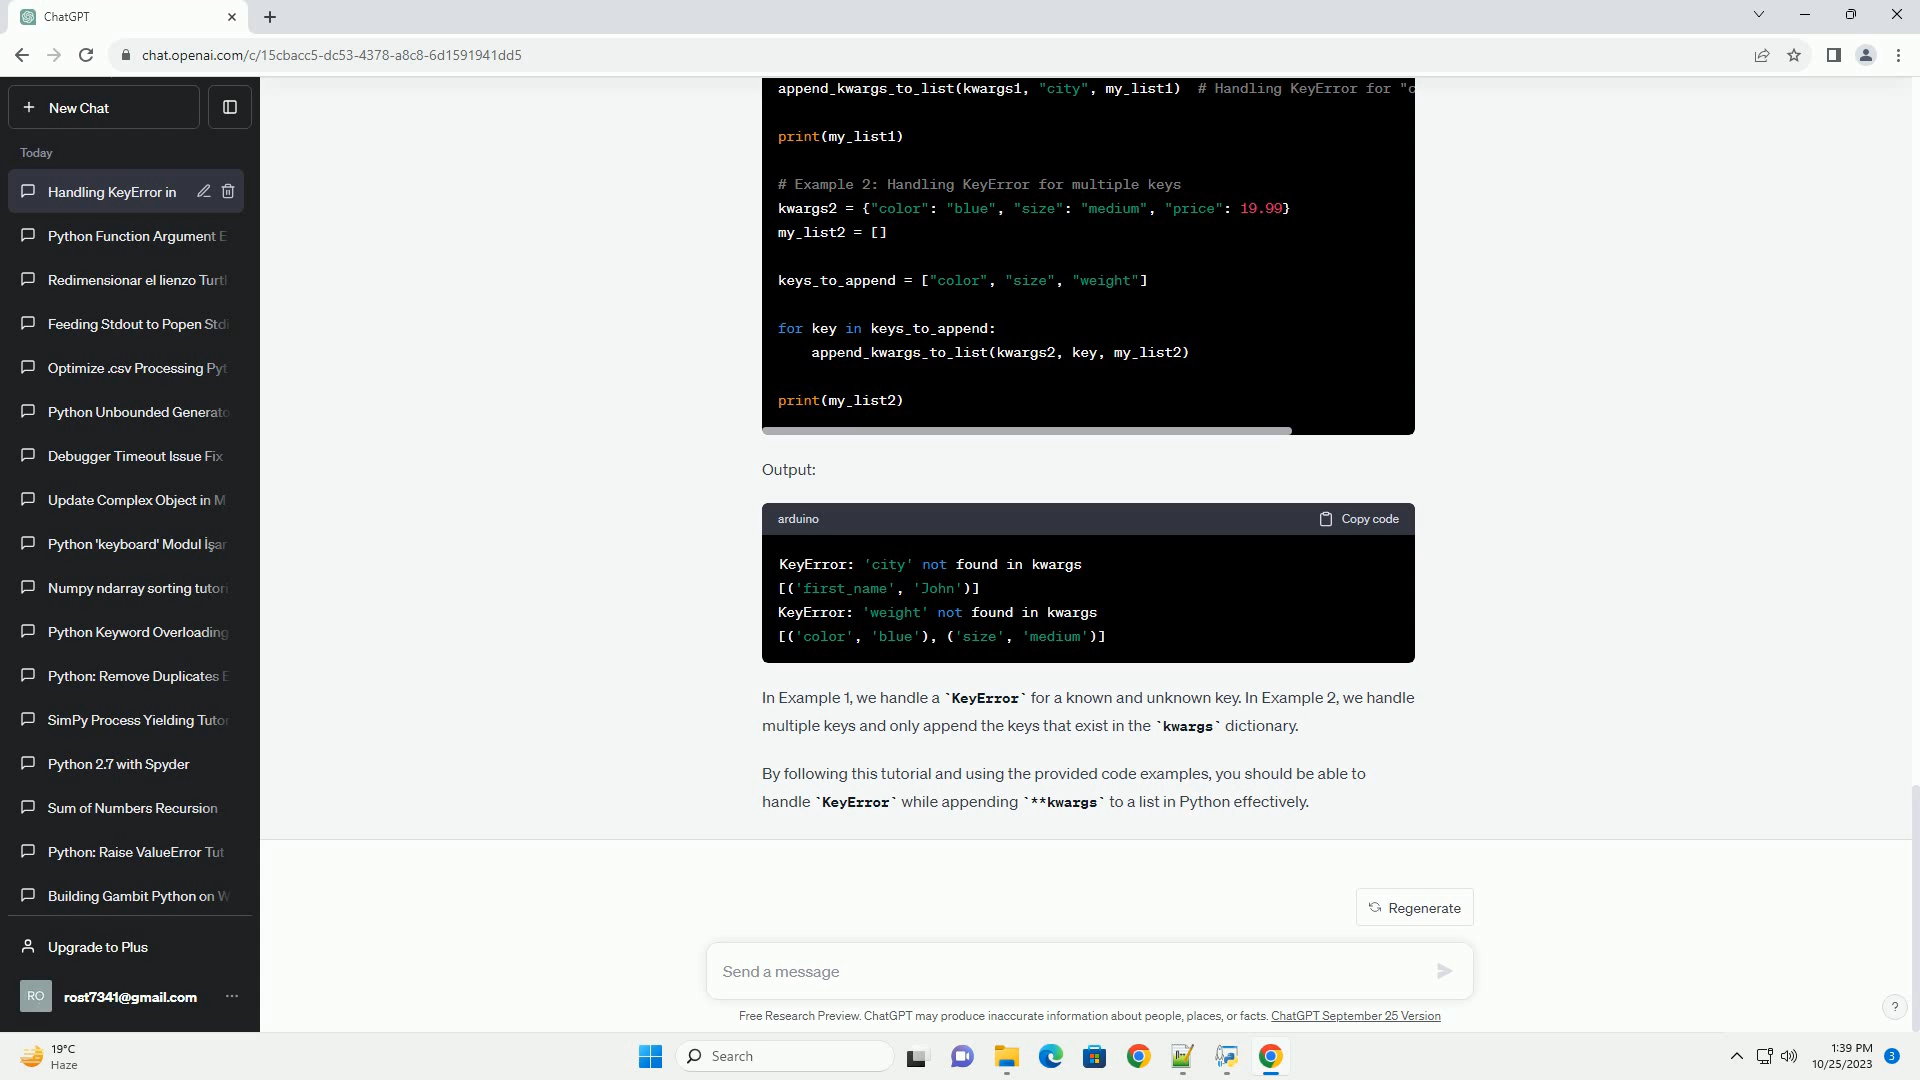 ChatGPT
chat.openai.com/c/15cbacc5-dc53-4378-a8c8-6d1591941dd5
New Chat
Today
Handling KeyError in
Python Function Argument E
Redimensionar el lienzo Turtl
Feeding Stdout to Popen Stdi
Optimize .csv Processing Pyt
Python Unbounded Generato
Debugger Timeout Issue Fix
Update Complex Object in M
Python 'keyboard' Modul İşar
Numpy ndarray sorting tutori
Python Keyword Overloading
Python: Remove Duplicates E
SimPy Process Yielding Tutor
Python 2.7 with Spyder
Sum of Numbers Recursion
Python: Raise ValueError Tut
Building Gambit Python on W
Upgrade to Plus
RO rost7341@gmail.com
append_kwargs_to_list(kwargs1, "city", my_list1)  # Handling KeyError for "c
print(my_list1)
# Example 2: Handling KeyError for multiple keys
kwargs2 = {"color": "blue", "size": "medium", "price": 19.99}
my_list2 = []
keys_to_append = ["color", "size", "weight"]
for key in keys_to_append:
    append_kwargs_to_list(kwargs2, key, my_list2)
print(my_list2)
Output:
arduino Copy code
KeyError: 'city' not found in kwargs
[('first_name', 'John')]
KeyError: 'weight' not found in kwargs
[('color', 'blue'), ('size', 'medium')]
In Example 1, we handle a `KeyError` for a known and unknown key. In Example 2, we handle
multiple keys and only append the keys that exist in the `kwargs` dictionary.
By following this tutorial and using the provided code examples, you should be able to
handle `KeyError` while appending `**kwargs` to a list in Python effectively.
Regenerate
Send a message
Free Research Preview. ChatGPT may produce inaccurate information about people, places, or facts. ChatGPT September 25 Version
?
19°C
Haze
Search
1:39 PM
10/25/2023
3